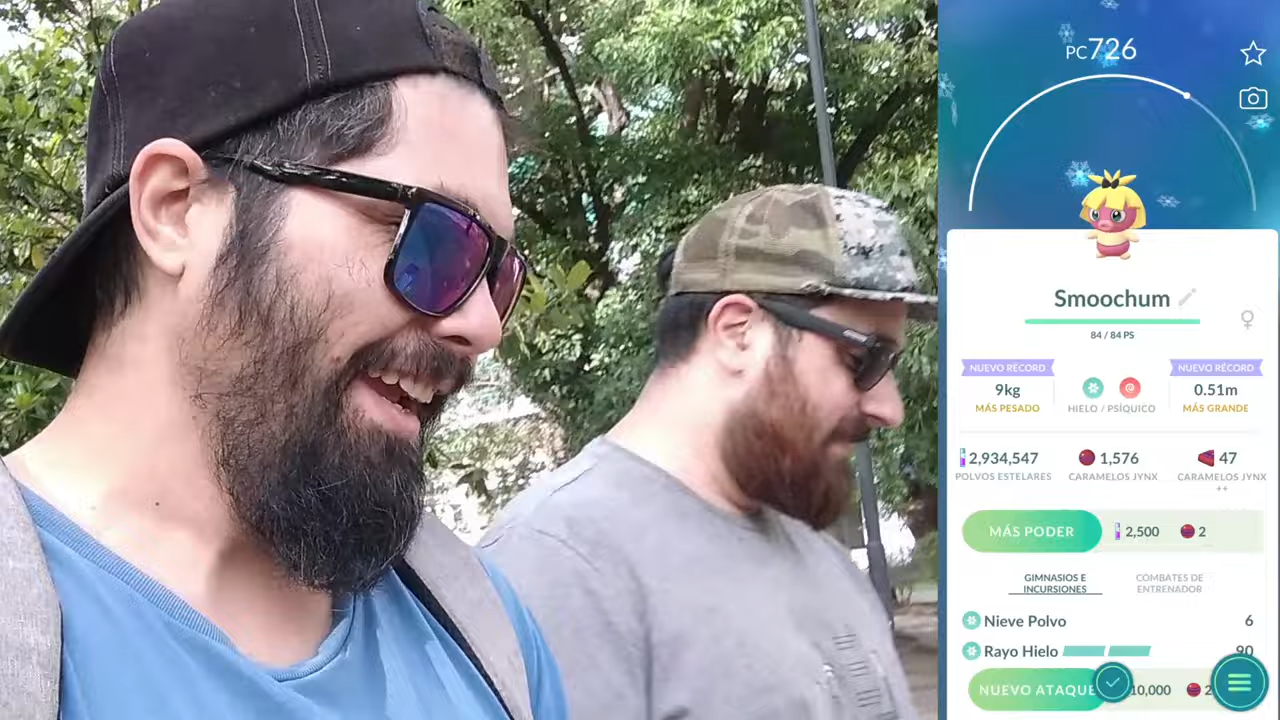 PC726
Smoochum
84 / 84 PS
NUEVO RÉCORD
9kg
MÁS PESADO
HIELO / PSÍQUICO
NUEVO RÉCORD
0.51m
MÁS GRANDE
2,934,547
POLVOS ESTELARES
1,576
CARAMELOS JYNX
47
CARAMELOS JYNX
++
MÁS PODER
2,500
2
GIMNASIOS E
INCURSIONES
COMBATES DE
ENTRENADOR
Nieve Polvo
6
Rayo Hielo
90
NUEVO ATAQUE
10,000